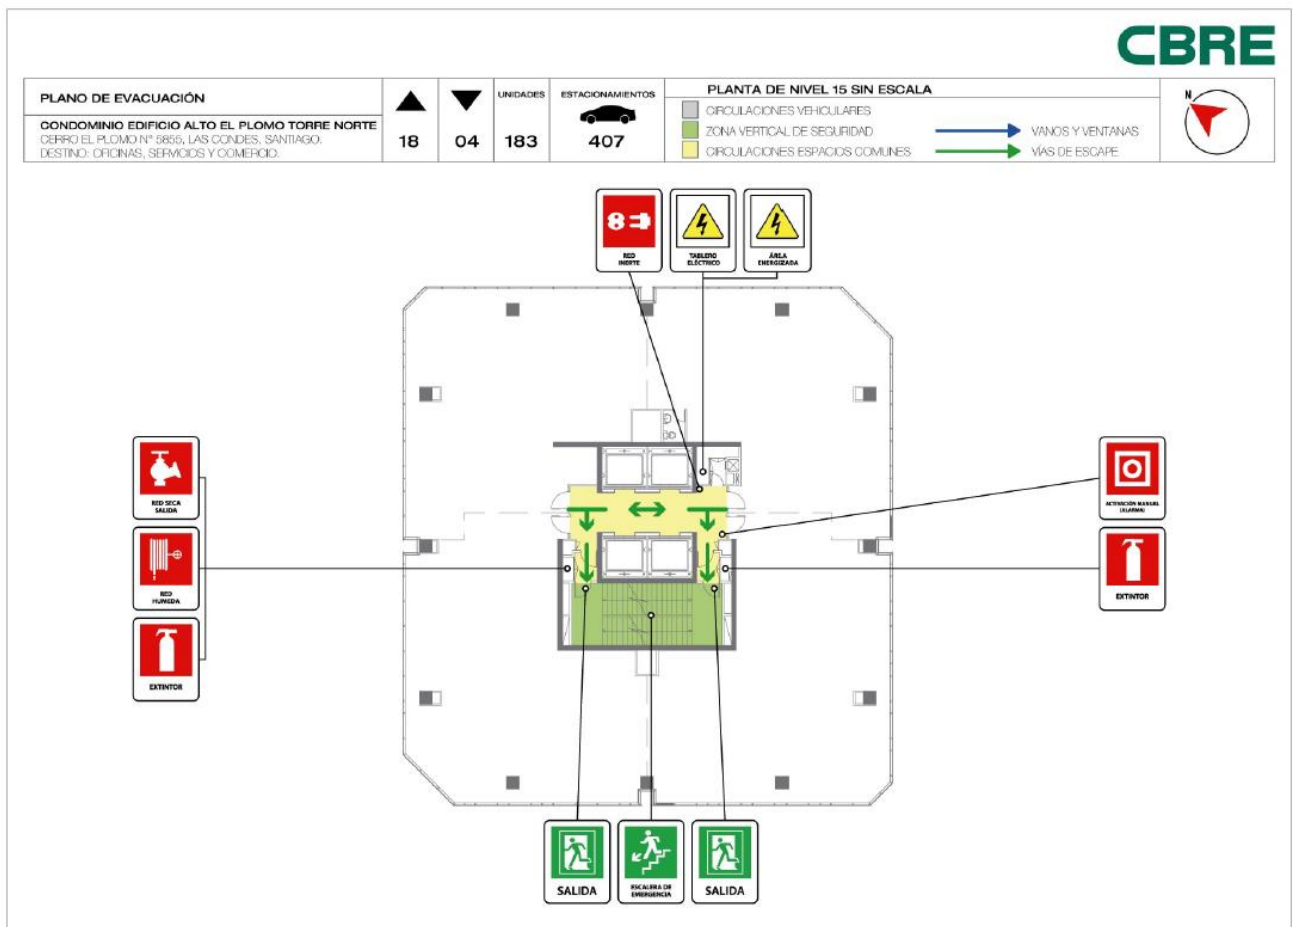 CBRE
PLANO DE EVACUACIÓN
CONDOMINIO EDIFICIO ALTO EL PLOMO TORRE NORTE
CERRO EL PLOMO N° 5855, LAS CONDES, SANTIAGO.
DESTINO: OFICINAS, SERVICIOS Y COMERCIO.
18
04
UNIDADES
183
ESTACIONAMIENTOS
407
PLANTA DE NIVEL 15 SIN ESCALA
CIRCULACIONES VEHICULARES
ZONA VERTICAL DE SEGURIDAD
CIRCULACIONES ESPACIOS COMUNES
VANOS Y VENTANAS
VÍAS DE ESCAPE
N
RED
INERTE
TABLERO
ELÉCTRICO
ÁREA
ENERGIZADA
RED SECA
SALIDA
RED
HUMEDA
EXTINTOR
ACTIVACIÓN MANUAL
(ALARMA)
EXTINTOR
SALIDA
ESCALERA DE
EMERGENCIA
SALIDA